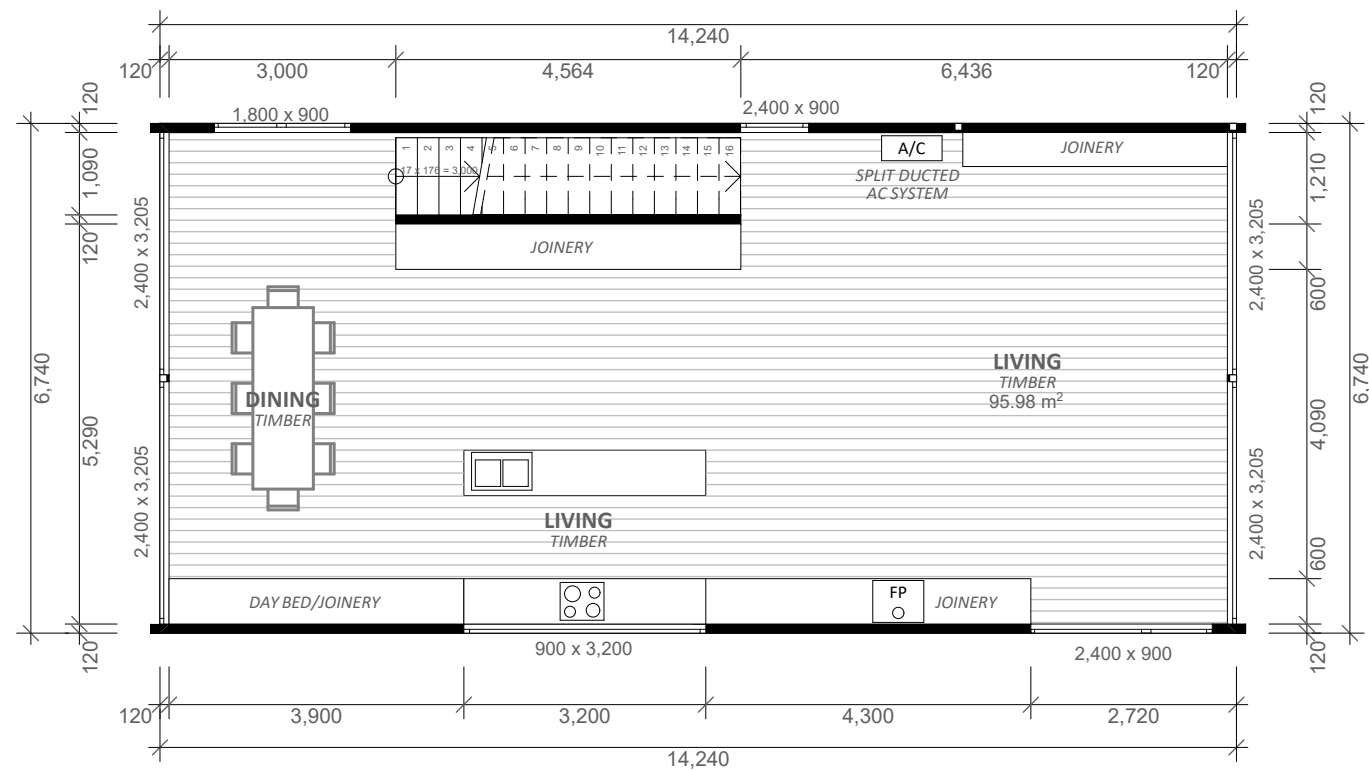 14,240
120
3,000
4,564
6,436
120
1,800 x 900
2,400 x 900
120
1,090
120
5,290
120
6,740
2,400 x 3,205
2,400 x 3,205
1 2 3 4 5 6 7 8 9 10 11 12 13 14 15 16
17 x 176 = 3,000
JOINERY
A/C
SPLIT DUCTED
AC SYSTEM
JOINERY
DINING
TIMBER
LIVING
TIMBER
95.98 m²
LIVING
TIMBER
DAY BED/JOINERY
FP
JOINERY
2,400 x 3,205
2,400 x 3,205
120
1,210
600
4,090
600
120
6,740
900 x 3,200
2,400 x 900
120
3,900
3,200
4,300
2,720
14,240